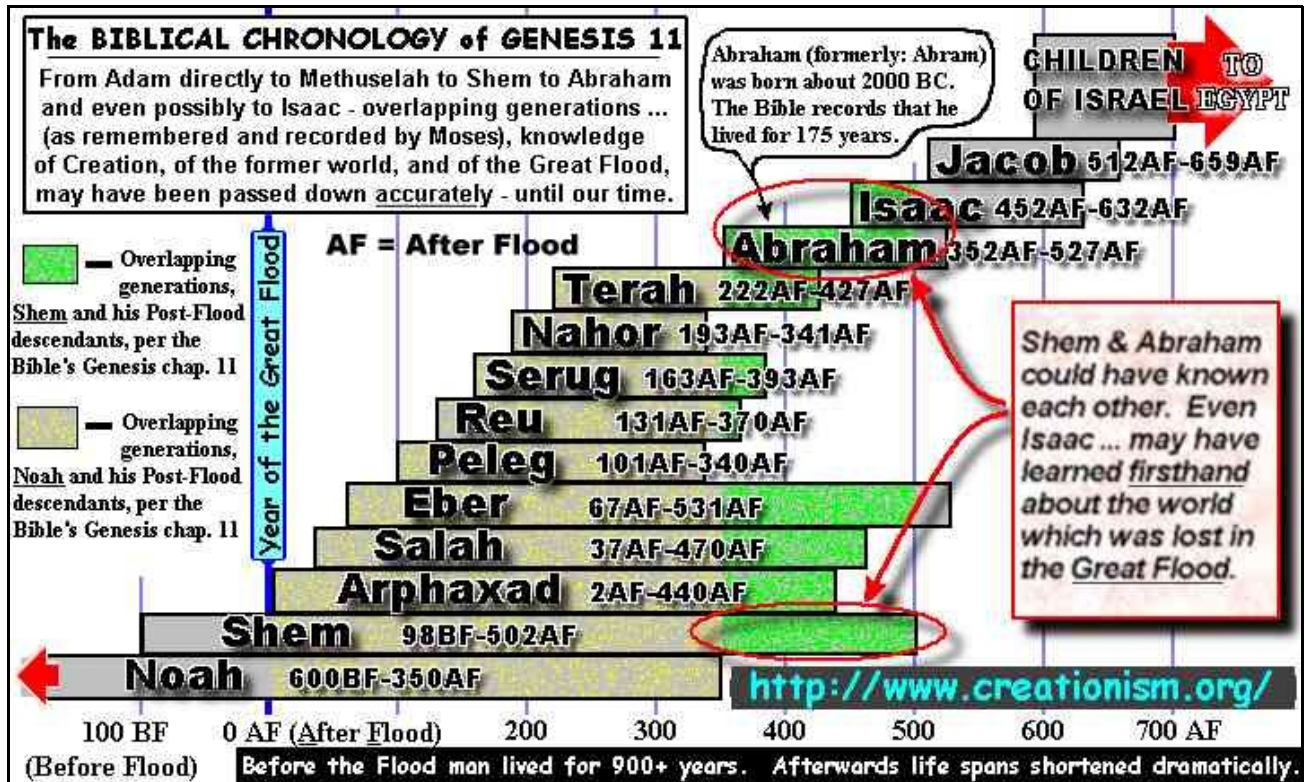 The BIBLICAL CHRONOLOGY of GENESIS 11
From Adam directly to Methuselah to Shem to Abraham
and even possibly to Isaac - overlapping generations ...
(as remembered and recorded by Moses), knowledge
of Creation, of the former world, and of the Great Flood,
may have been passed down accurately - until our time.
Abraham (formerly: Abram)
was born about 2000 BC.
The Bible records that he
lived for 175 years.
CHILDREN
OF ISRAEL
TO
EGYPT
Jacob 512AF-659AF
Isaac 452AF-632AF
Abraham 352AF-527AF
AF = After Flood
Terah 222AF-427AF
Nahor 193AF-341AF
Serug 163AF-393AF
Reu 131AF-370AF
Peleg 101AF-340AF
Eber 67AF-531AF
Salah 37AF-470AF
Arphaxad 2AF-440AF
Shem 98BF-502AF
Noah 600BF-350AF
Year of the Great Flood
Overlapping
generations,
Shem and his Post-Flood
descendants, per the
Bible's Genesis chap. 11
Overlapping
generations,
Noah and his Post-Flood
descendants, per the
Bible's Genesis chap. 11
Shem & Abraham
could have known
each other. Even
Isaac ... may have
learned firsthand
about the world
which was lost in
the Great Flood.
http://www.creationism.org/
100 BF 0 AF (After Flood) 200 300 400 500 600 700 AF
(Before Flood)
Before the Flood man lived for 900+ years. Afterwards life spans shortened dramatically.